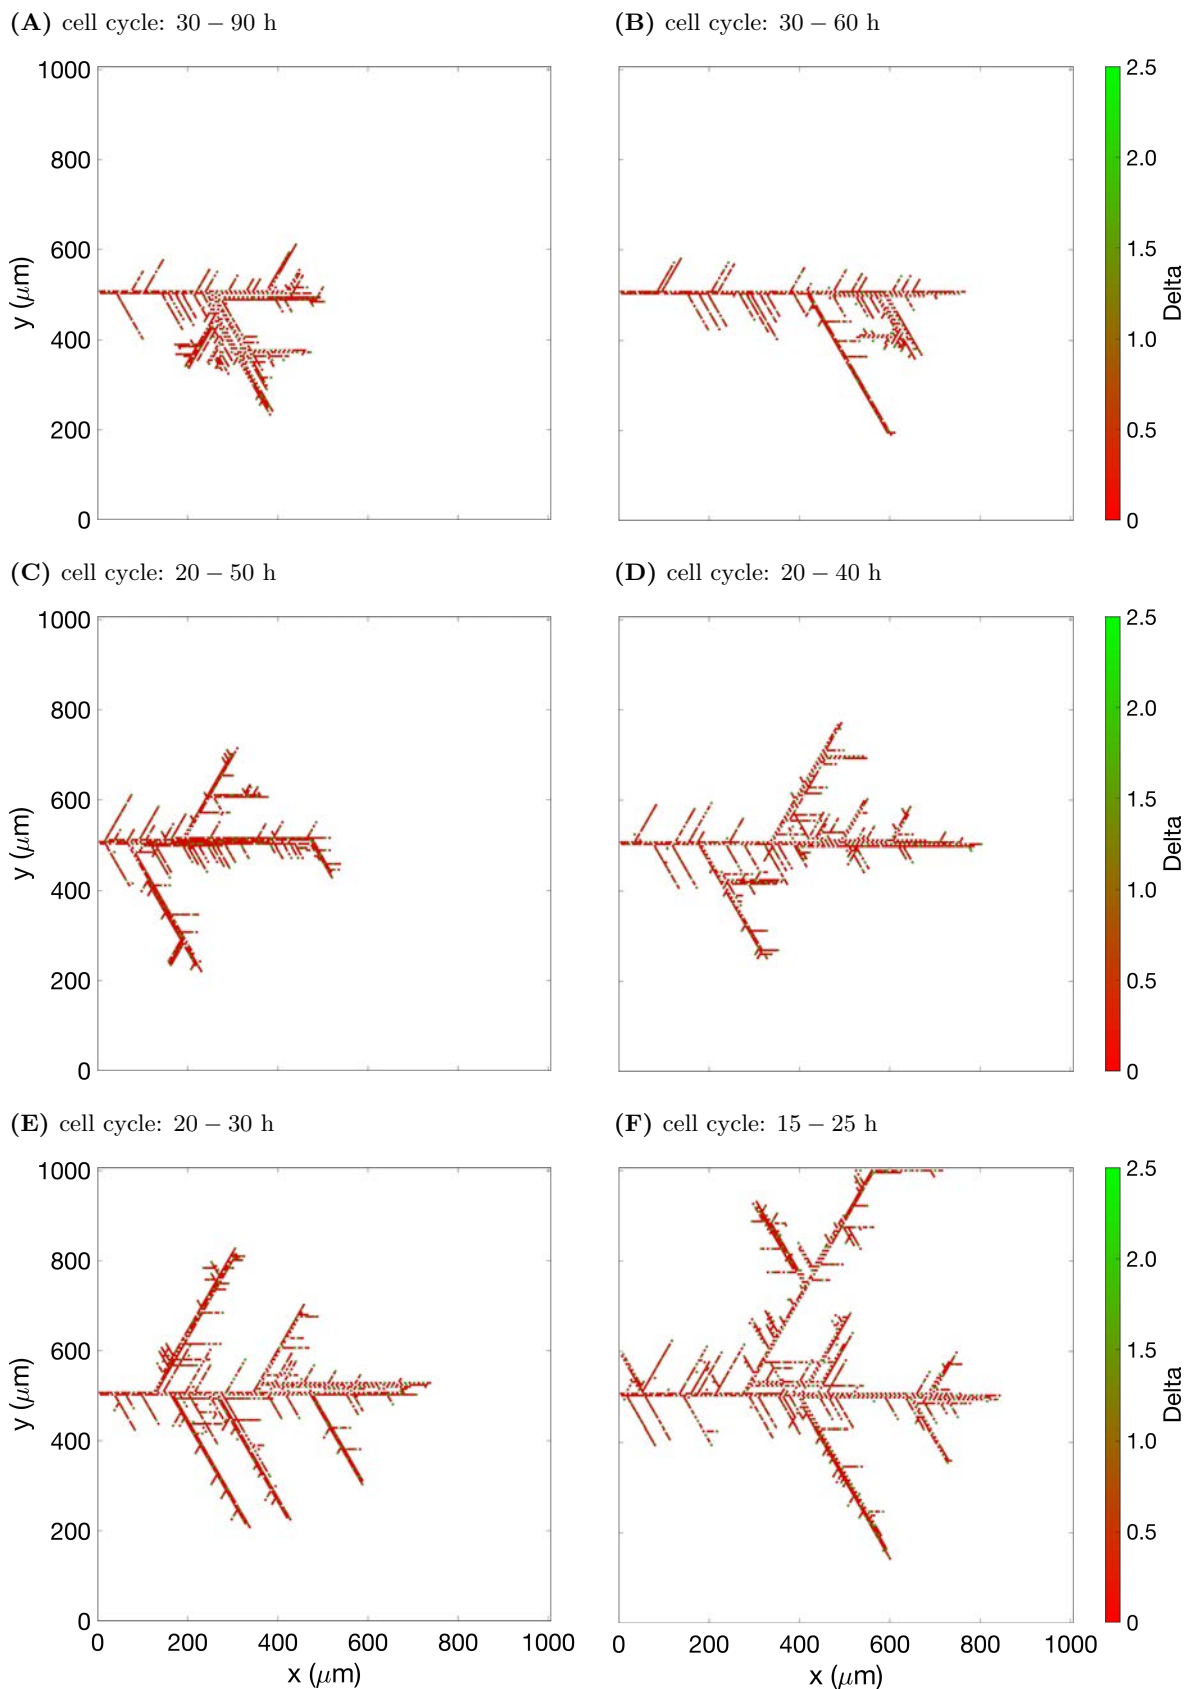 (A) cell cycle: 30 – 90 h
(B) cell cycle: 30 – 60 h
1000
800
600
400
200
0
y (μm)
2.5
2.0
1.5
1.0
0.5
0
Delta
(C) cell cycle: 20 – 50 h
(D) cell cycle: 20 – 40 h
1000
800
600
400
200
0
y (μm)
2.5
2.0
1.5
1.0
0.5
0
Delta
(E) cell cycle: 20 – 30 h
(F) cell cycle: 15 – 25 h
1000
800
600
400
200
0
y (μm)
2.5
2.0
1.5
1.0
0.5
0
Delta
0 200 400 600 800 1000
x (μm)
0 200 400 600 800 1000
x (μm)